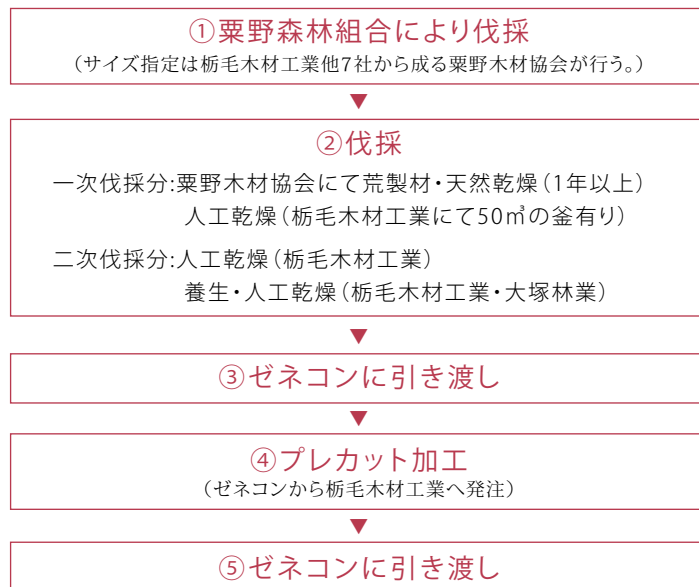 ①粟野森林組合により伐採
（サイズ指定は栃毛木材工業他7社から成る粟野木材協会が行う。）
▼
②伐採
一次伐採分:粟野木材協会にて荒製材・天然乾燥（1年以上）
人工乾燥（栃毛木材工業にて50㎥の釜有り）
二次伐採分:人工乾燥（栃毛木材工業）
養生・人工乾燥（栃毛木材工業・大塚林業）
▼
③ゼネコンに引き渡し
▼
④プレカット加工
（ゼネコンから栃毛木材工業へ発注）
▼
⑤ゼネコンに引き渡し